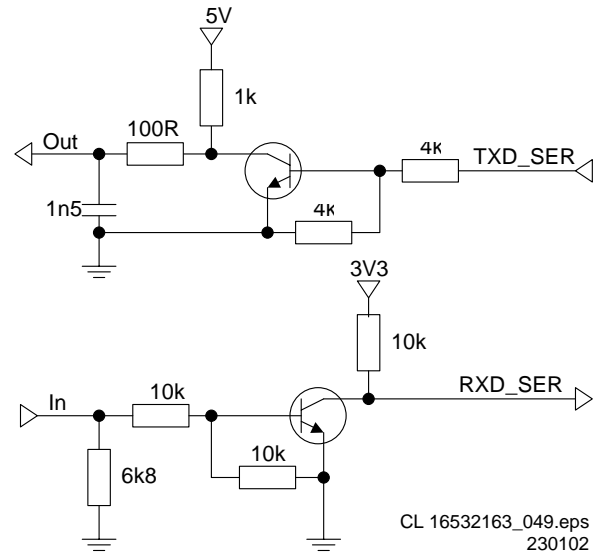 5V
1k
100R
Out
4k
TXD_SER
1n5
4k
3V3
10k
RXD_SER
In
10k
10k
6k8
CL 16532163_049.eps
230102